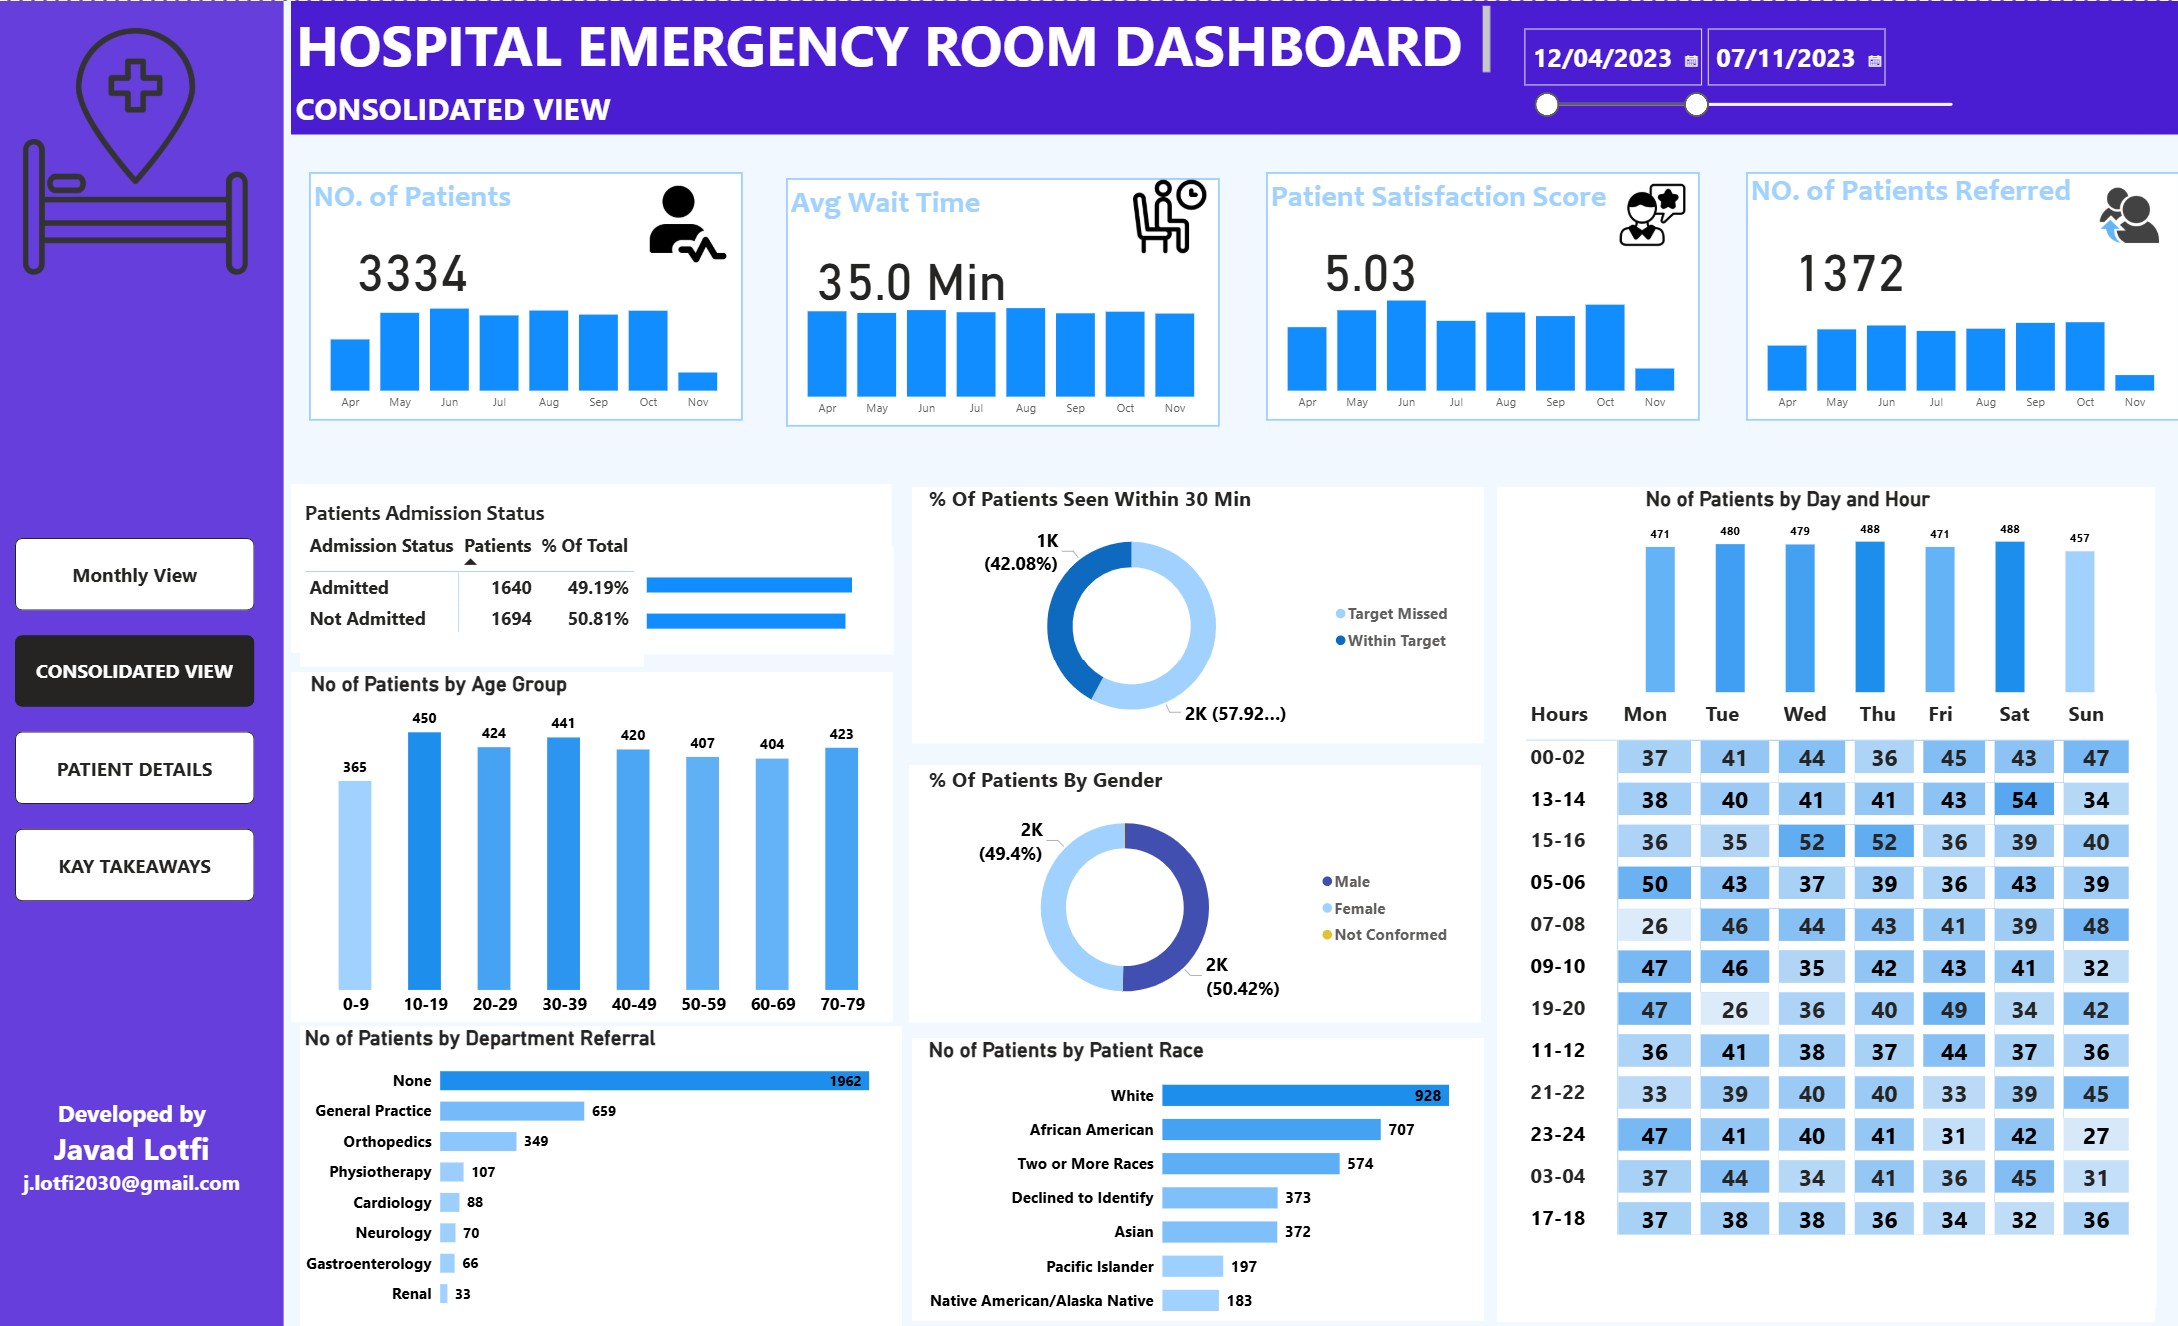 HOSPITAL EMERGENCY ROOM DASHBOARD
CONSOLIDATED VIEW
12/04/2023 07/11/2023
NO. of Patients
3334
Apr May Jun Jul Aug Sep Oct Nov
Avg Wait Time
35.0 Min
Apr May Jun Jul Aug Sep Oct Nov
Patient Satisfaction Score
5.03
Apr May Jun Jul Aug Sep Oct Nov
NO. of Patients Referred
1372
Apr May Jun Jul Aug Sep Oct Nov
Monthly View
CONSOLIDATED VIEW
PATIENT DETAILS
KAY TAKEAWAYS
Developed by
Javad Lotfi
j.lotfi2030@gmail.com
Patients Admission Status
Admission Status Patients % Of Total
Admitted 1640 49.19%
Not Admitted 1694 50.81%
No of Patients by Age Group
365 450 424 441 420 407 404 423
0-9 10-19 20-29 30-39 40-49 50-59 60-69 70-79
No of Patients by Department Referral
None 1962
General Practice 659
Orthopedics 349
Physiotherapy 107
Cardiology 88
Neurology 70
Gastroenterology 66
Renal 33
% Of Patients Seen Within 30 Min
1K
(42.08%)
2K (57.92...)
Target Missed
Within Target
% Of Patients By Gender
2K
(49.4%)
2K
(50.42%)
Male
Female
Not Conformed
No of Patients by Patient Race
White 928
African American 707
Two or More Races 574
Declined to Identify 373
Asian 372
Pacific Islander 197
Native American/Alaska Native 183
No of Patients by Day and Hour
471 480 479 488 471 488 457
Hours Mon Tue Wed Thu Fri Sat Sun
00-02 37 41 44 36 45 43 47
13-14 38 40 41 41 43 54 34
15-16 36 35 52 52 36 39 40
05-06 50 43 37 39 36 43 39
07-08 26 46 44 43 41 39 48
09-10 47 46 35 42 43 41 32
19-20 47 26 36 40 49 34 42
11-12 36 41 38 37 44 37 36
21-22 33 39 40 40 33 39 45
23-24 47 41 40 41 31 42 27
03-04 37 44 34 41 36 45 31
17-18 37 38 38 36 34 32 36